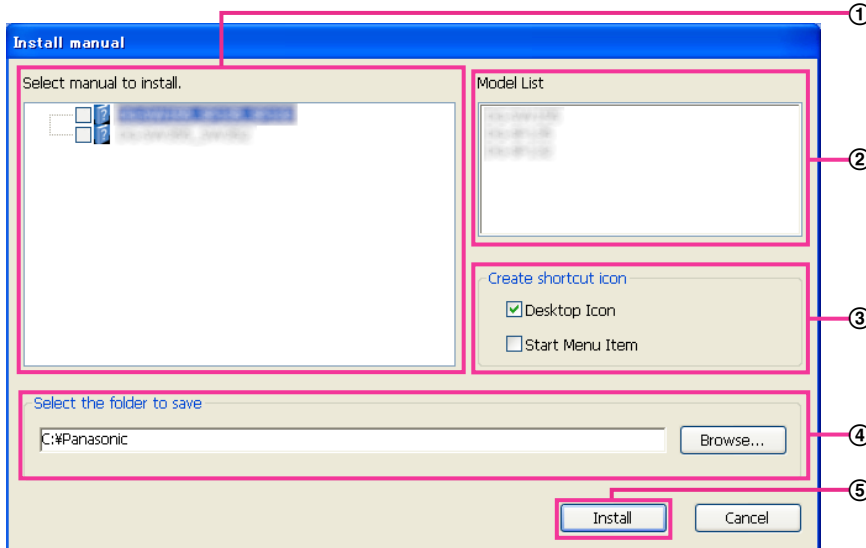 ①
Install manual
Select manual to install.
Model List
②
Create shortcut icon
Desktop Icon
③
Start Menu Item
Select the folder to save
C:¥Panasonic
Browse...
④
⑤
Install
Cancel